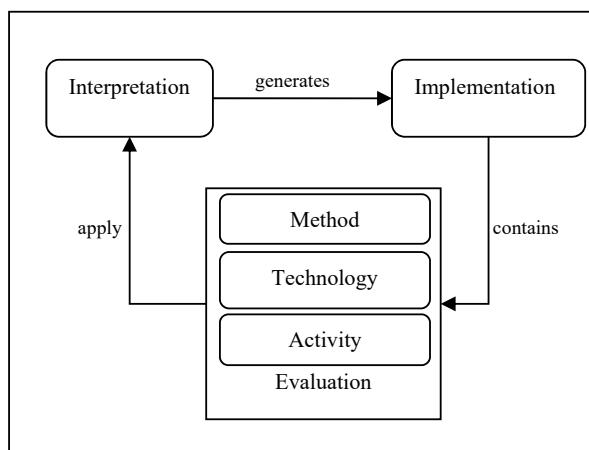 Interpretation
generates
Implementation
apply
Method
contains
Technology
Activity
Evaluation